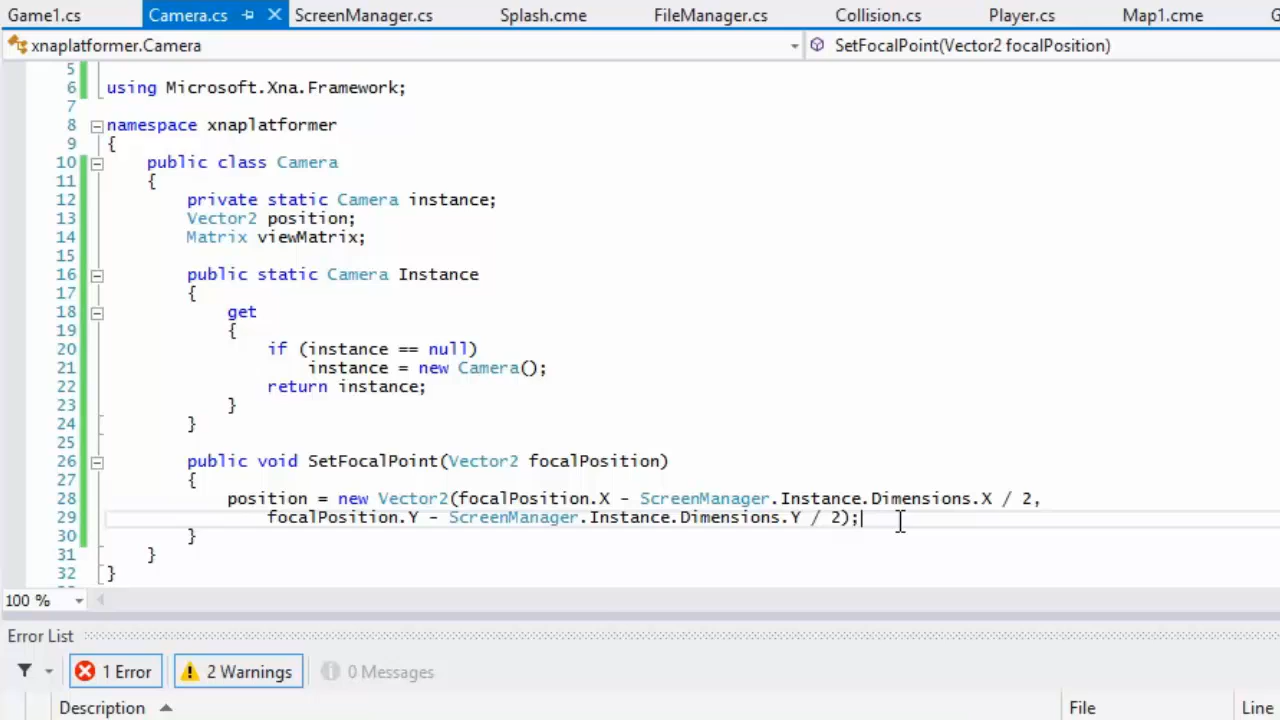 Game1.cs Camera.cs ScreenManager.cs Splash.cme FileManager.cs Collision.cs Player.cs Map1.cme G
xnaplatformer.Camera SetFocalPoint(Vector2 focalPosition)
5
6 using Microsoft.Xna.Framework;
7
8 namespace xnaplatformer
9 {
10 public class Camera
11 {
12 private static Camera instance;
13 Vector2 position;
14 Matrix viewMatrix;
15
16 public static Camera Instance
17 {
18 get
19 {
20 if (instance == null)
21 instance = new Camera();
22 return instance;
23 }
24 }
25
26 public void SetFocalPoint(Vector2 focalPosition)
27 {
28 position = new Vector2(focalPosition.X - ScreenManager.Instance.Dimensions.X / 2,
29 focalPosition.Y - ScreenManager.Instance.Dimensions.Y / 2);
30 }
31 }
32 }
100 %
Error List
1 Error 2 Warnings 0 Messages
Description File Line